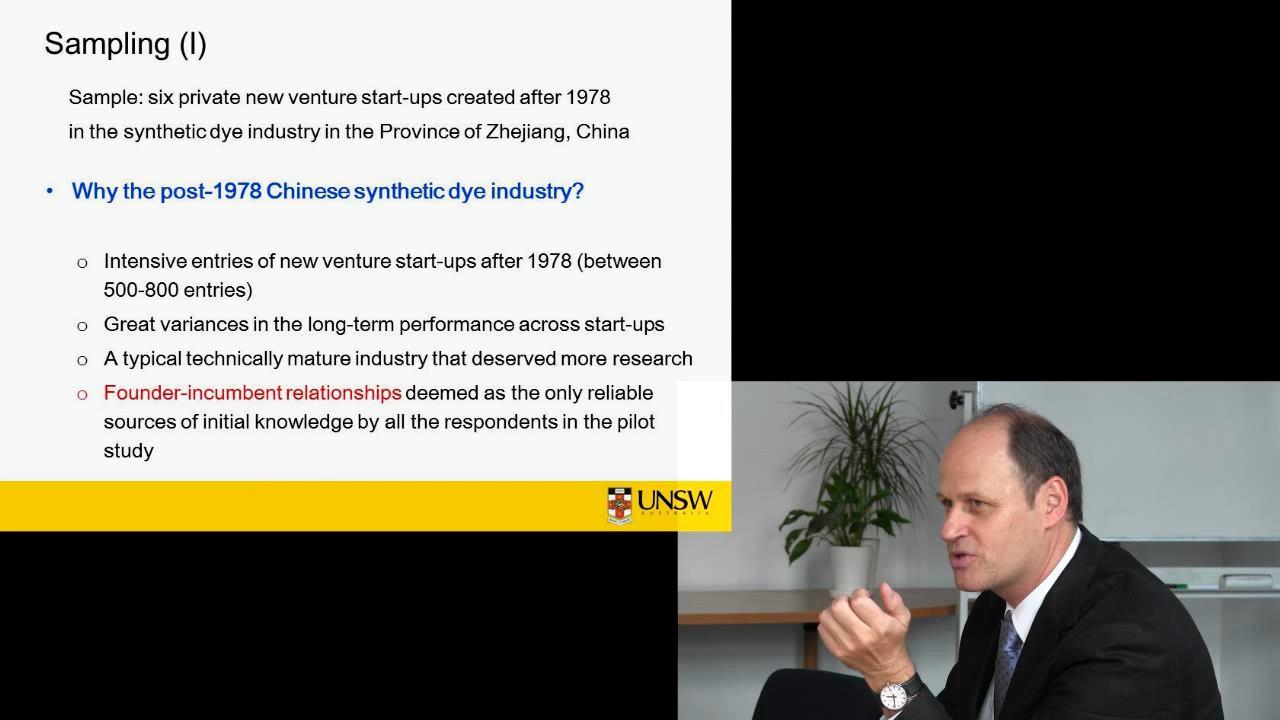 Sampling (I)
Sample: six private new venture start-ups created after 1978
in the synthetic dye industry in the Province of Zhejiang, China
• Why the post-1978 Chinese synthetic dye industry?
o Intensive entries of new venture start-ups after 1978 (between
500-800 entries)
o Great variances in the long-term performance across start-ups
o A typical technically mature industry that deserved more research
o Founder-incumbent relationships deemed as the only reliable
sources of initial knowledge by all the respondents in the pilot
study
UNSW
AUSTRALIA